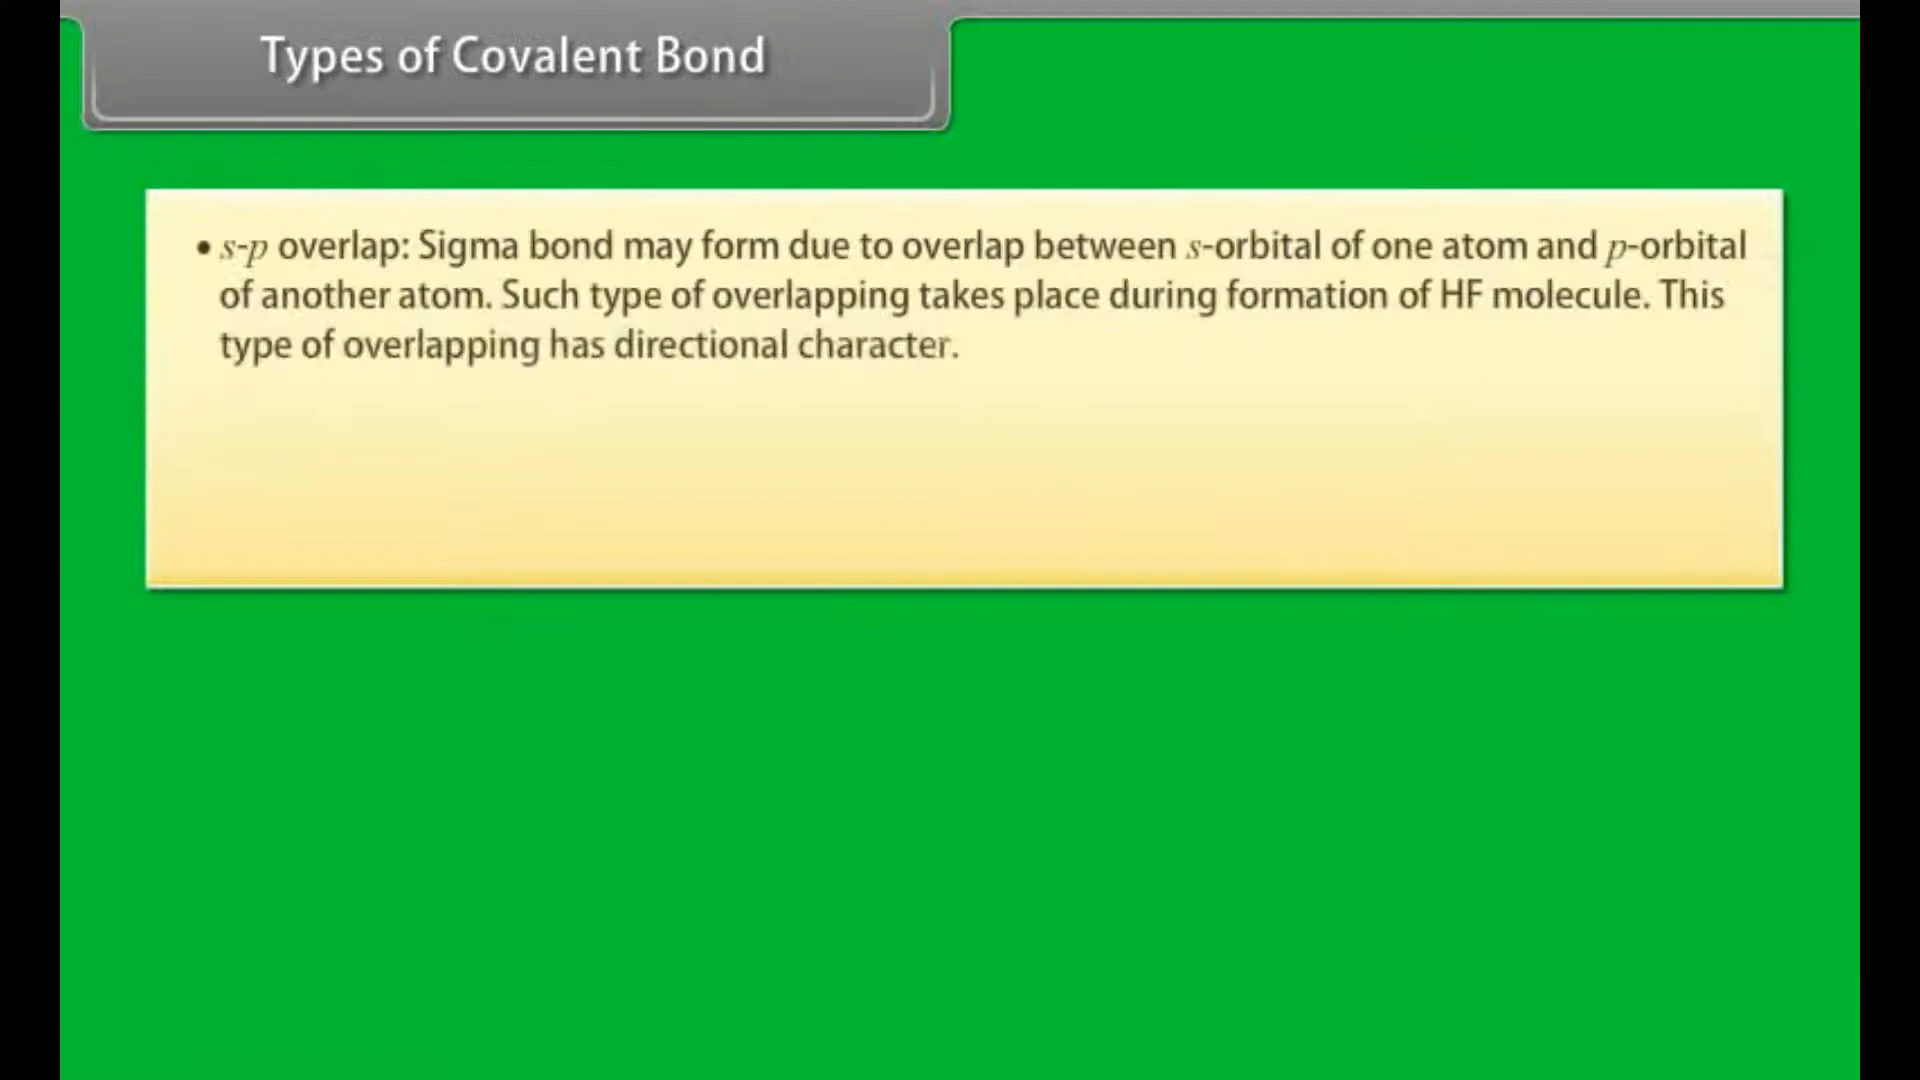 Types of Covalent Bond
• s-p overlap: Sigma bond may form due to overlap between s-orbital of one atom and p-orbital
of another atom. Such type of overlapping takes place during formation of HF molecule. This
type of overlapping has directional character.